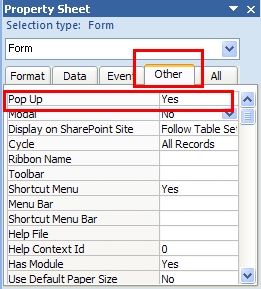 Property Sheet
Selection type: Form
Form
Format Data Event Other All
Pop Up Yes
Modal No
Display on SharePoint Site Follow Table Se
Cycle All Records
Ribbon Name
Toolbar
Shortcut Menu Yes
Menu Bar
Shortcut Menu Bar
Help File
Help Context Id 0
Has Module Yes
Use Default Paper Size No